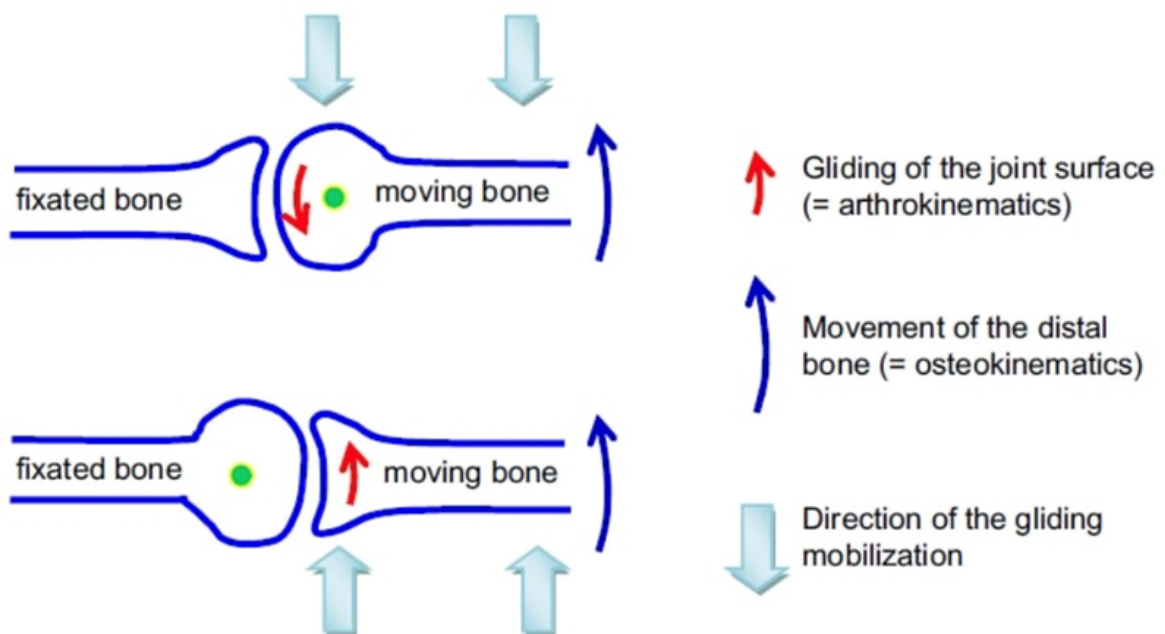 fixated bone
moving bone
Gliding of the joint surface
(= arthrokinematics)
Movement of the distal
bone (= osteokinematics)
fixated bone
moving bone
Direction of the gliding
mobilization